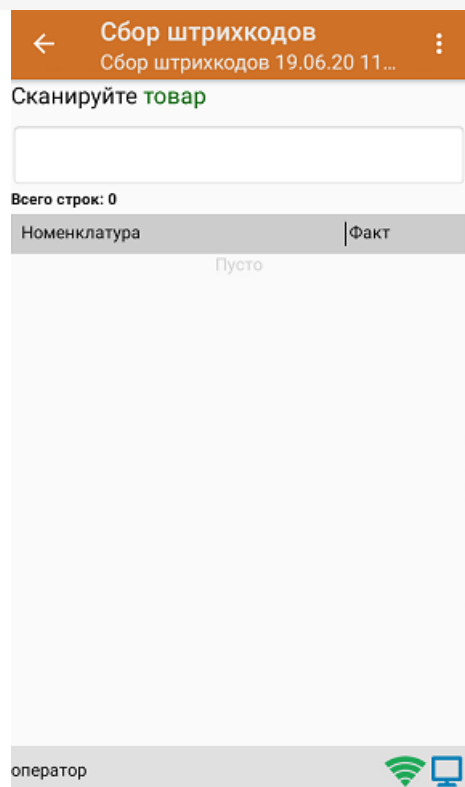 Сбор штрихкодов
Сбор штрихкодов 19.06.20 11...
Сканируйте товар
Всего строк: 0
Номенклатура Факт
Пусто
оператор